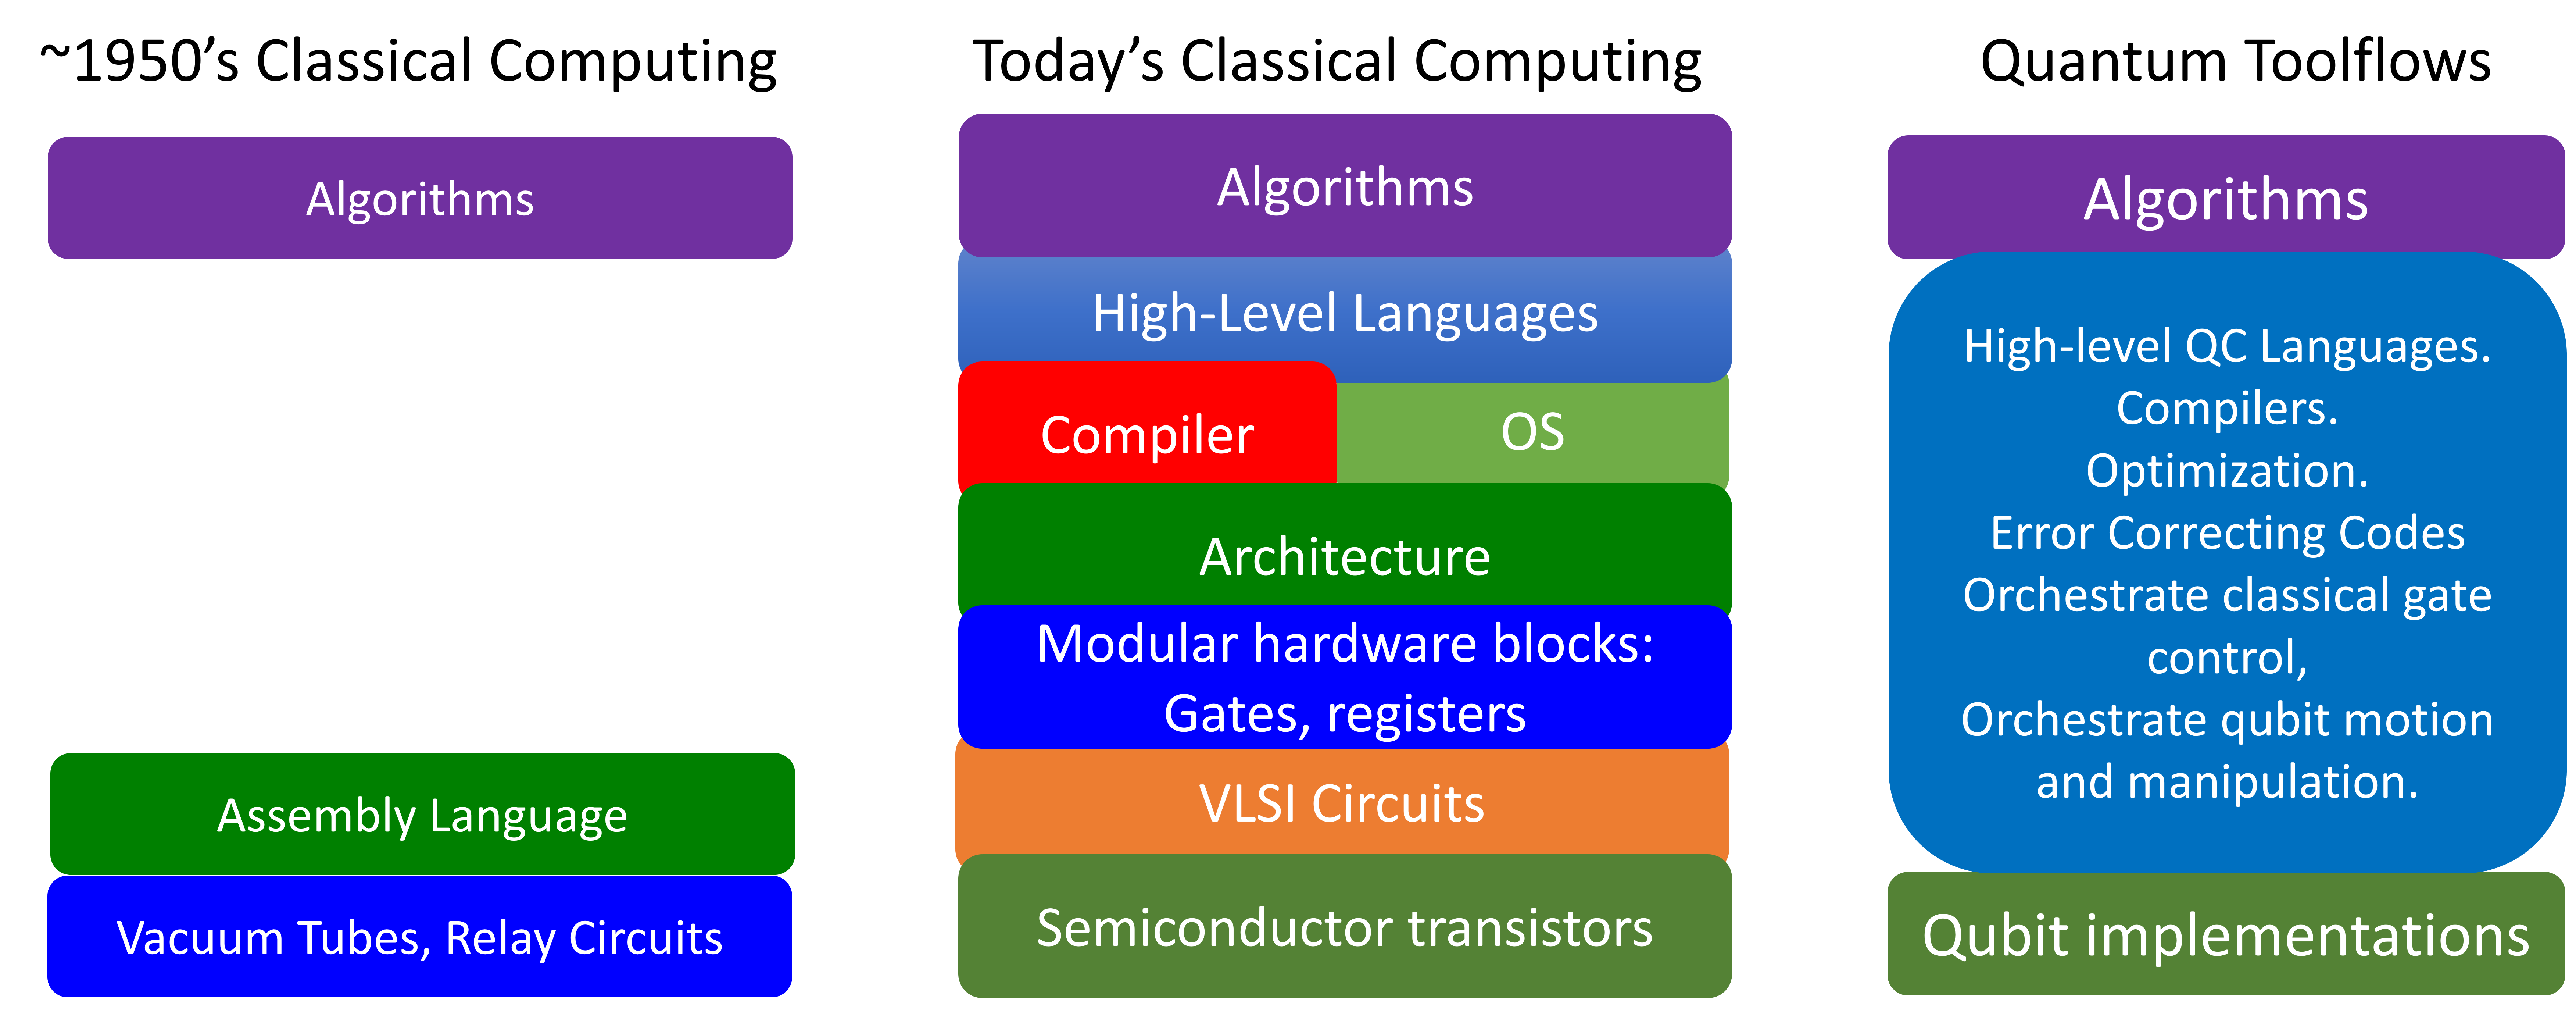 ~1950’s Classical Computing
Algorithms
Assembly Language
Vacuum Tubes, Relay Circuits
Today’s Classical Computing
Algorithms
High-Level Languages
Compiler
OS
Architecture
Modular hardware blocks:
Gates, registers
VLSI Circuits
Semiconductor transistors
Quantum Toolflows
Algorithms
High-level QC Languages.
Compilers.
Optimization.
Error Correcting Codes
Orchestrate classical gate
control,
Orchestrate qubit motion
and manipulation.
Qubit implementations